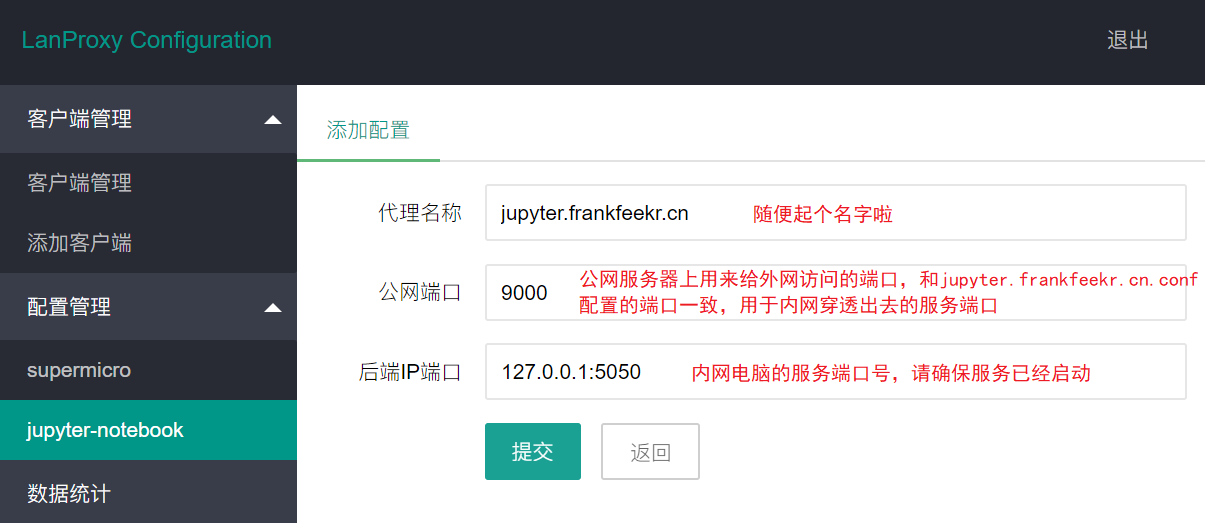 LanProxy Configuration
退出
客户端管理
客户端管理
添加客户端
配置管理
supermicro
jupyter-notebook
数据统计
添加配置
代理名称
jupyter.frankfeekr.cn
随便起个名字啦
公网端口
9000
公网服务器上用来给外网访问的端口，和jupyter.frankfeekr.cn.conf
配置的端口一致，用于内网穿透出去的服务端口
后端IP端口
127.0.0.1:5050
内网电脑的服务端口号，请确保服务已经启动
提交
返回